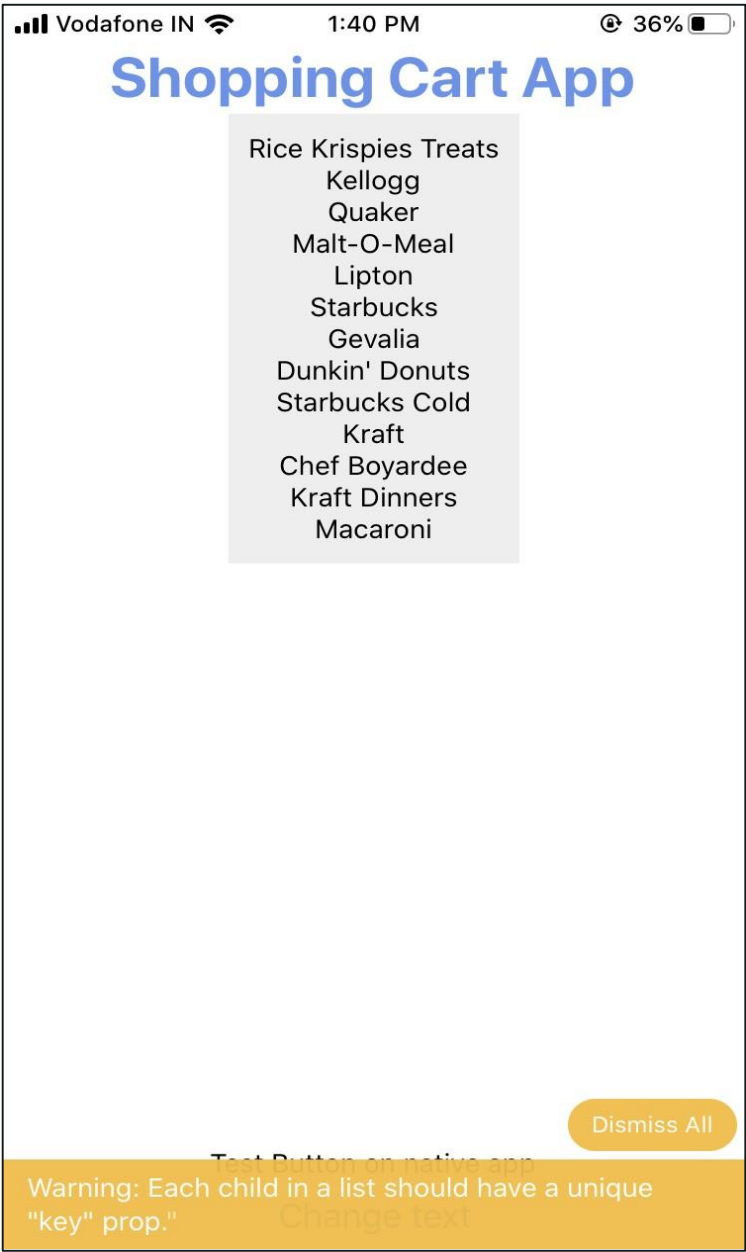 Vodafone IN 1:40 PM 36%
Shopping Cart App
Rice Krispies Treats
Kellogg
Quaker
Malt-O-Meal
Lipton
Starbucks
Gevalia
Dunkin' Donuts
Starbucks Cold
Kraft
Chef Boyardee
Kraft Dinners
Macaroni
Dismiss All
Test Button on native app
Warning: Each child in a list should have a unique
"key" prop."
Change text